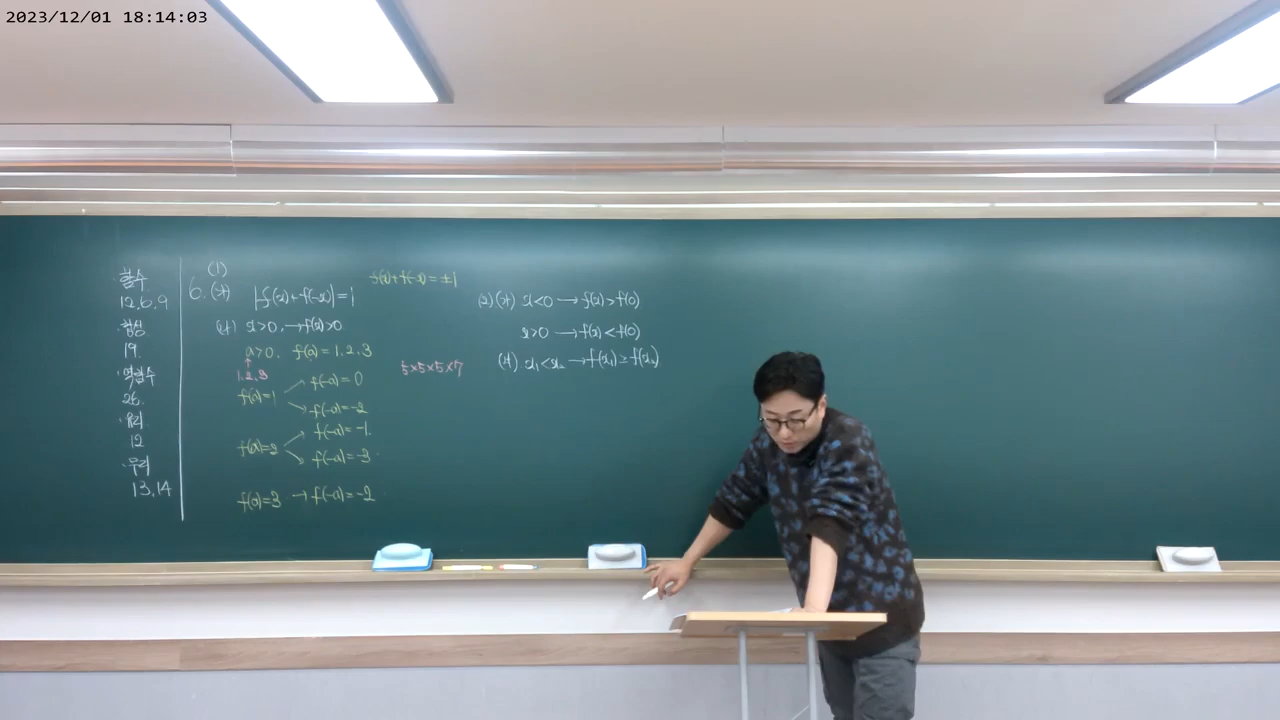 2023/12/01 18:14:03
함수
12, 6, 9
합성
19.
역함수
26.
유리
12
무리
13, 14
(1)
6. (가) |f(x)+f(-x)|=1
f(x)+f(-x)=±1
(나) x>0, →f(x)>0
a>0, f(a)=1, 2, 3
↑
1, 2, 3
f(a)=1 → f(-a)=0
→ f(-a)=-2
f(a)=2 → f(-a)=-1.
→ f(-a)=-3
f(a)=3 → f(-a)=-2
5×5×5×7
(2) (가) x<0 → f(x)>f(0)
x>0 → f(x)<f(0)
(나) x₁<x₂ → f(x₁)≥f(x₂)